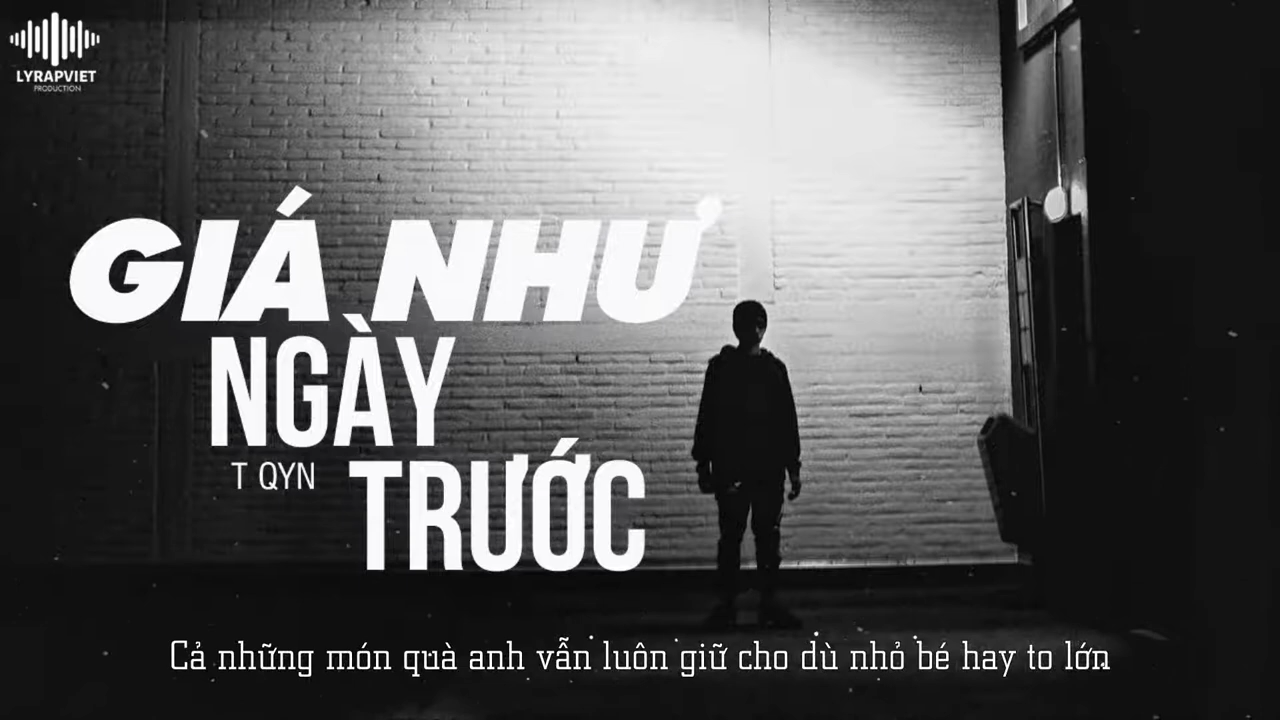 LYRAPVIET
PRODUCTION
GIÁ NHƯ
NGÀY
T QYN
TRƯỚC
Cả những món quà anh vẫn luôn giữ cho dù nhỏ bé hay to lớn